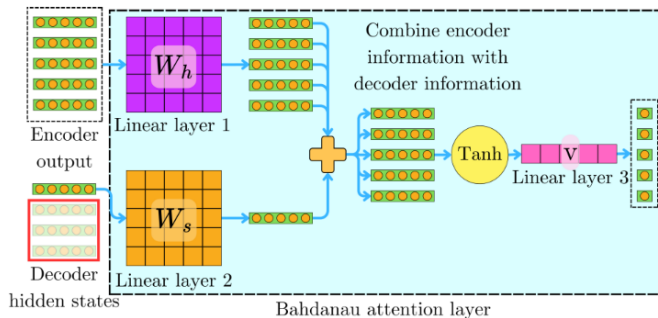 Encoder
output
Decoder
hidden states
W_h
Linear layer 1
W_s
Linear layer 2
Combine encoder
information with
decoder information
Tanh
v
Linear layer 3
Bahdanau attention layer